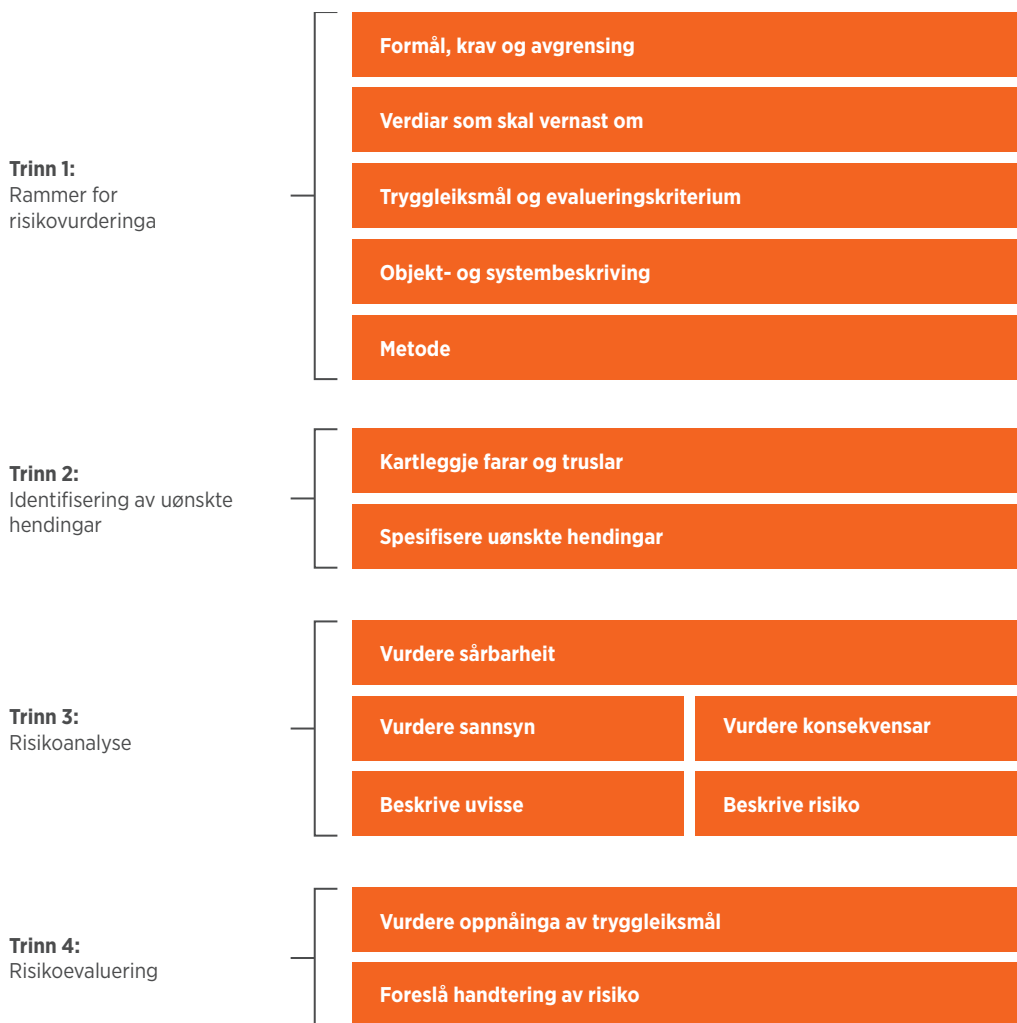 Trinn 1:
Rammer for
risikovurderinga
Formål, krav og avgrensing
Verdiar som skal vernast om
Tryggleiksmål og evalueringskriterium
Objekt- og systembeskriving
Metode
Trinn 2:
Identifisering av uønskte
hendingar
Kartleggje farar og truslar
Spesifisere uønskte hendingar
Trinn 3:
Risikoanalyse
Vurdere sårbarheit
Vurdere sannsyn
Vurdere konsekvensar
Beskrive uvisse
Beskrive risiko
Trinn 4:
Risikoevaluering
Vurdere oppnåinga av tryggleiksmål
Foreslå handtering av risiko